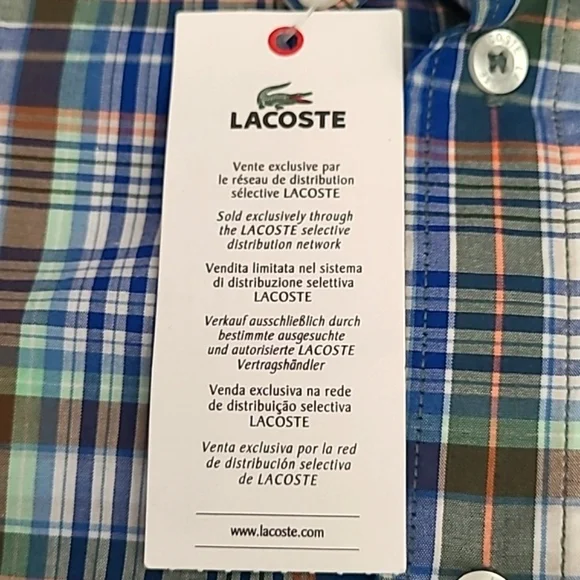 LACOSTE
Vente exclusive par
le réseau de distribution
sélective LACOSTE
Sold exclusively through
the LACOSTE selective
distribution network
Vendita limitata nel sistema
di distribuzione selettiva
LACOSTE
Verkauf ausschließlich durch
bestimmte ausgesuchte
und autorisierte LACOSTE
Vertragshändler
Venda exclusiva na rede
de distribuição selectiva
LACOSTE
Venta exclusiva por la red
de distribución selectiva
de LACOSTE
www.lacoste.com